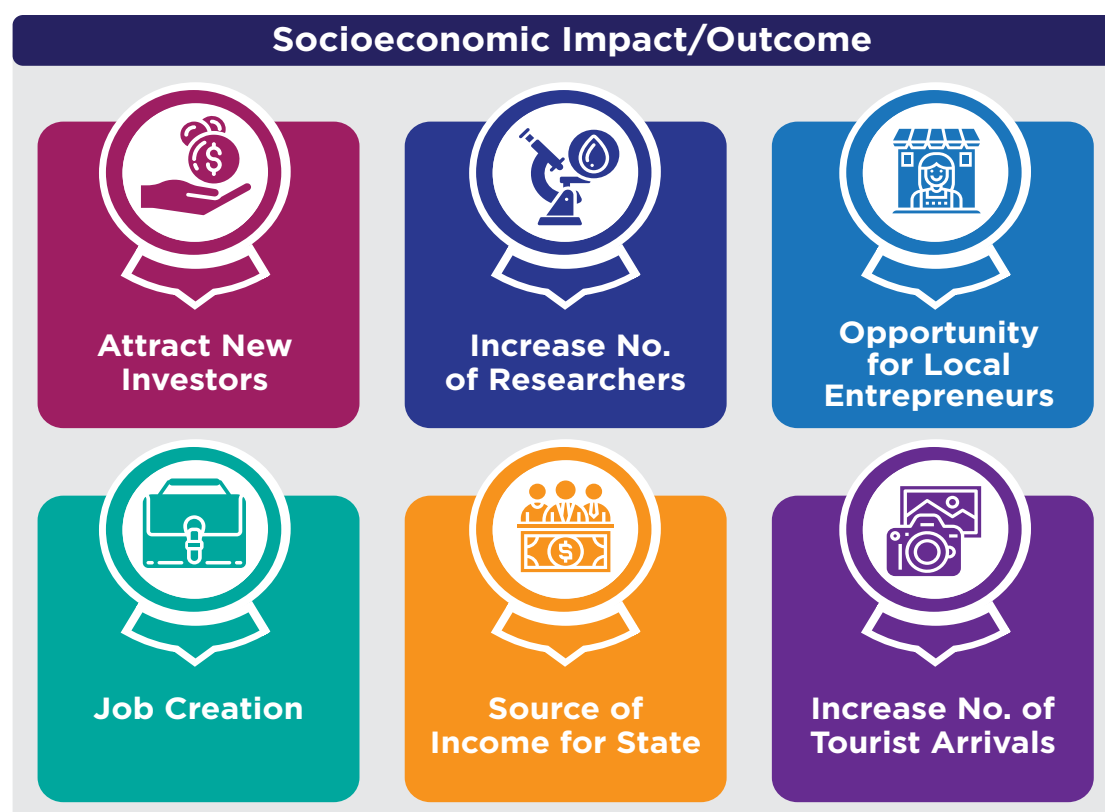 Socioeconomic Impact/Outcome
Attract New
Investors
Increase No.
of Researchers
Opportunity
for Local
Entrepreneurs
Job Creation
Source of
Income for State
Increase No. of
Tourist Arrivals